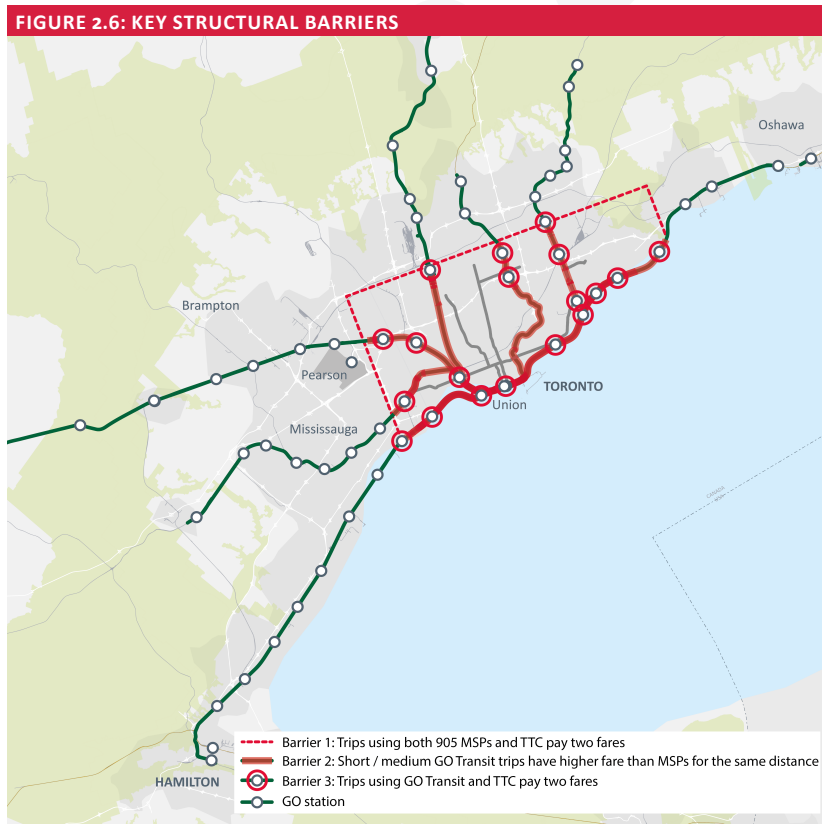 FIGURE 2.6: KEY STRUCTURAL BARRIERS
Oshawa
Brampton
Pearson
TORONTO
Union
Mississauga
CANADA
HAMILTON
Barrier 1: Trips using both 905 MSPs and TTC pay two fares
Barrier 2: Short / medium GO Transit trips have higher fare than MSPs for the same distance
Barrier 3: Trips using GO Transit and TTC pay two fares
GO station